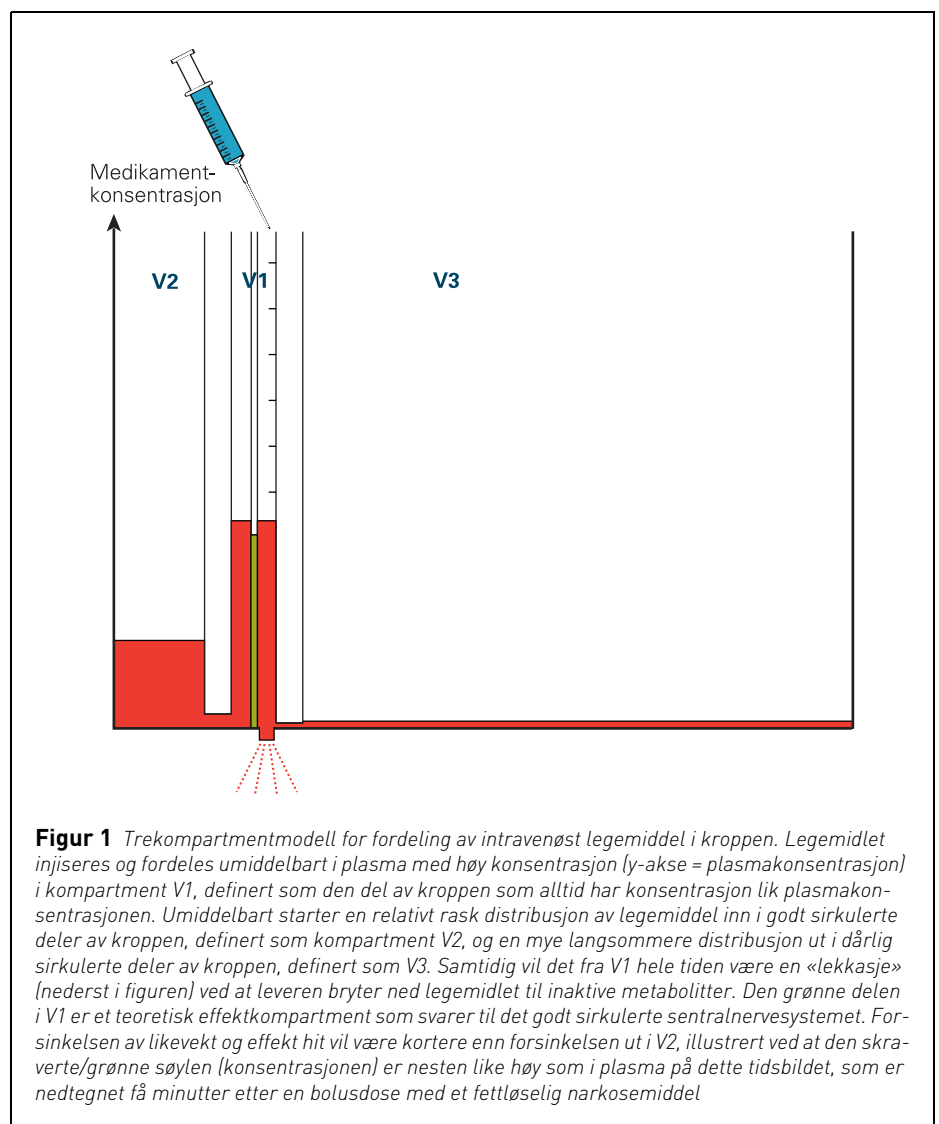 Medikament-
konsentrasjon
V2
V1
V3
Figur 1 Trekompartmentmodell for fordeling av intravenøst legemiddel i kroppen. Legemidlet
injiseres og fordeles umiddelbart i plasma med høy konsentrasjon (y-akse = plasmakonsentrasjon)
i kompartment V1, definert som den del av kroppen som alltid har konsentrasjon lik plasmakon-
sentrasjonen. Umiddelbart starter en relativt rask distribusjon av legemiddel inn i godt sirkulerte
deler av kroppen, definert som kompartment V2, og en mye langsommere distribusjon ut i dårlig
sirkulerte deler av kroppen, definert som V3. Samtidig vil det fra V1 hele tiden være en «lekkasje»
(nederst i figuren) ved at leveren bryter ned legemidlet til inaktive metabolitter. Den grønne delen
i V1 er et teoretisk effektkompartment som svarer til det godt sirkulerte sentralnervesystemet. For-
sinkelsen av likevekt og effekt hit vil være kortere enn forsinkelsen ut i V2, illustrert ved at den skra-
verte/grønne søylen (konsentrasjonen) er nesten like høy som i plasma på dette tidsbildet, som er
nedtegnet få minutter etter en bolusdose med et fettløselig narkosemiddel